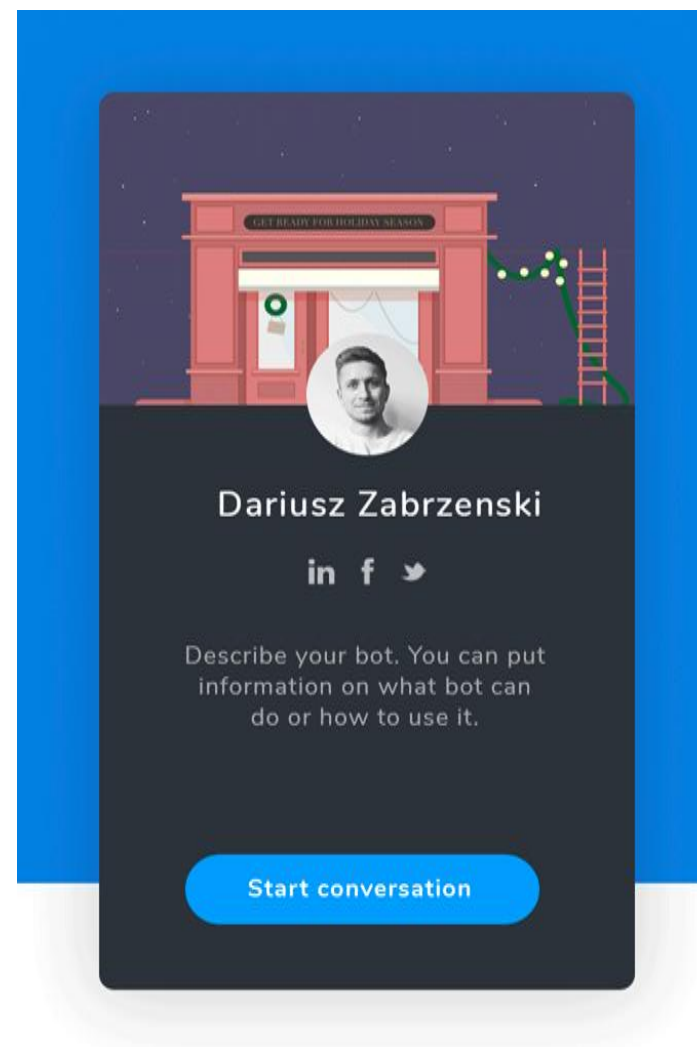 GET READY FOR HOLIDAY SEASON
Dariusz Zabrzenski
in f
Describe your bot. You can put
information on what bot can
do or how to use it.
Start conversation